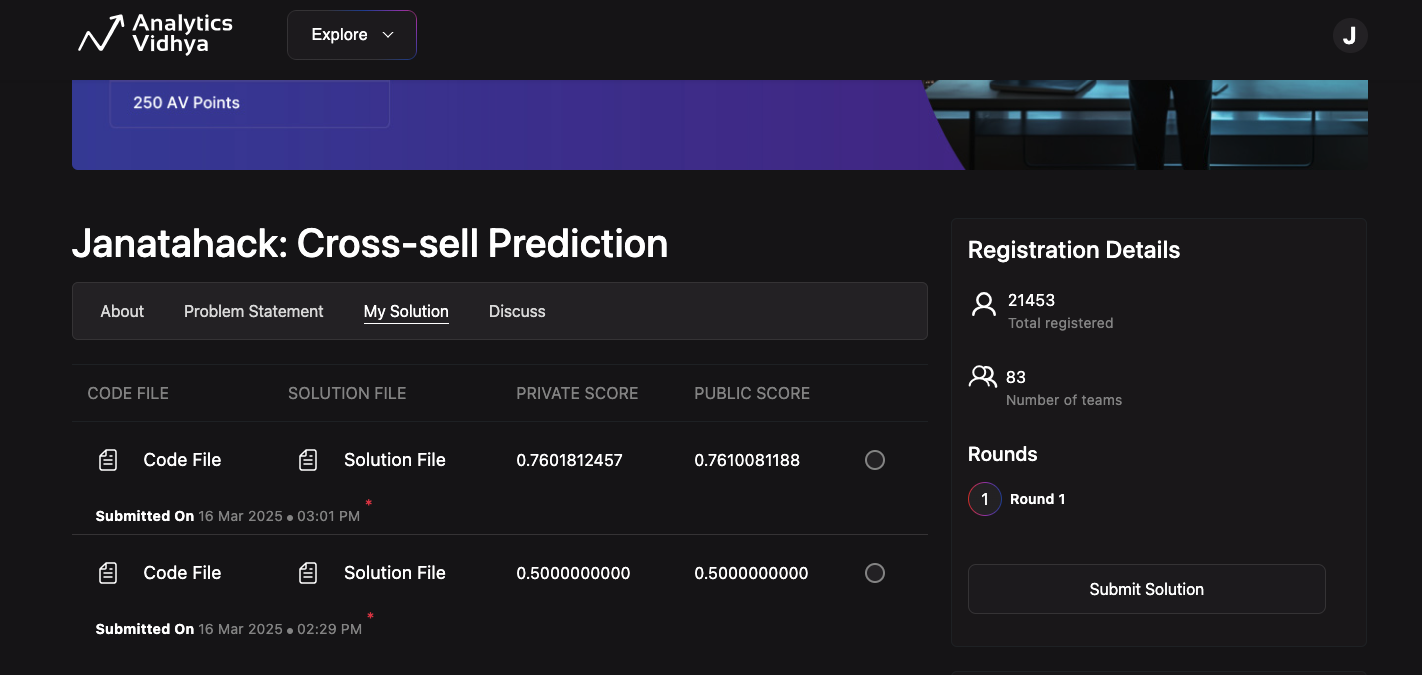 Analytics
Vidhya
Explore
J
250 AV Points
Janatahack: Cross-sell Prediction
About Problem Statement My Solution Discuss
CODE FILE SOLUTION FILE PRIVATE SCORE PUBLIC SCORE
Code File Solution File 0.7601812457 0.7610081188
Submitted On 16 Mar 2025 ● 03:01 PM *
Code File Solution File 0.5000000000 0.5000000000
Submitted On 16 Mar 2025 ● 02:29 PM *
Registration Details
21453
Total registered
83
Number of teams
Rounds
1 Round 1
Submit Solution